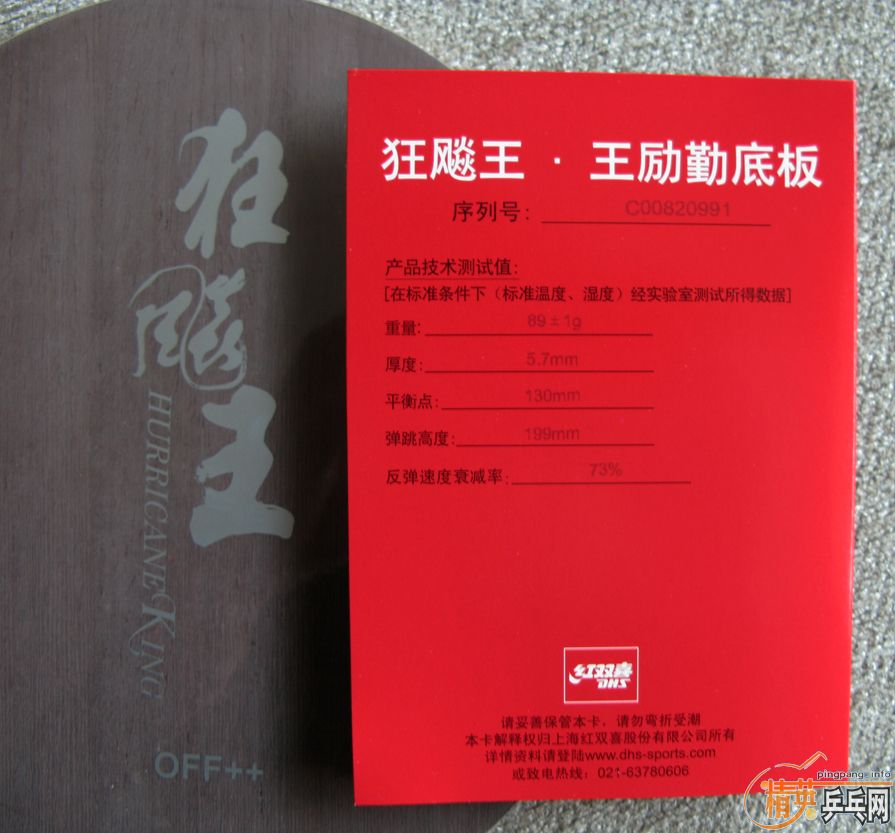 狂
飚
王
HURRICANE KING
OFF++
狂飚王·王励勤底板
序列号: C00820991
产品技术测试值:
[在标准条件下（标准温度、湿度）经实验室测试所得数据]
重量: 89±1g
厚度: 5.7mm
平衡点: 130mm
弹跳高度: 199mm
反弹速度衰减率: 73%
红双喜
DHS
请妥善保管本卡，请勿弯折受潮
本卡解释权归上海红双喜股份有限公司所有
详情资料请登陆www.dhs-sports.com
或致电热线：021-63780606
pingpang.info
精英乒乓网